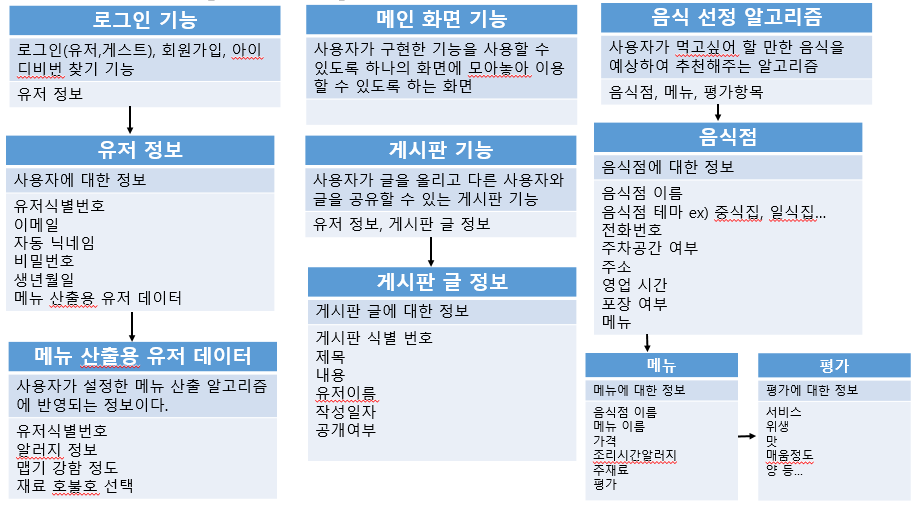 로그인 기능
로그인(유저,게스트), 회원가입, 아이
디비번 찾기 기능
유저 정보
유저 정보
사용자에 대한 정보
유저식별번호
이메일
자동 닉네임
비밀번호
생년월일
메뉴 산출용 유저 데이터
메뉴 산출용 유저 데이터
사용자가 설정한 메뉴 산출 알고리즘
에 반영되는 정보이다.
유저식별번호
알러지 정보
맵기 강함 정도
재료 호불호 선택
메인 화면 기능
사용자가 구현한 기능을 사용할 수
있도록 하나의 화면에 모아놓아 이용
할 수 있도록 하는 화면
게시판 기능
사용자가 글을 올리고 다른 사용자와
글을 공유할 수 있는 게시판 기능
유저 정보, 게시판 글 정보
게시판 글 정보
게시판 글에 대한 정보
게시판 식별 번호
제목
내용
유저이름
작성일자
공개여부
음식 선정 알고리즘
사용자가 먹고싶어 할 만한 음식을
예상하여 추천해주는 알고리즘
음식점, 메뉴, 평가항목
음식점
음식점에 대한 정보
음식점 이름
음식점 테마 ex) 중식집, 일식집…
전화번호
주차공간 여부
주소
영업 시간
포장 여부
메뉴
메뉴
메뉴에 대한 정보
음식점 이름
메뉴 이름
가격
조리시간알러지
주재료
평가
평가
평가에 대한 정보
서비스
위생
맛
매움정도
양 등…